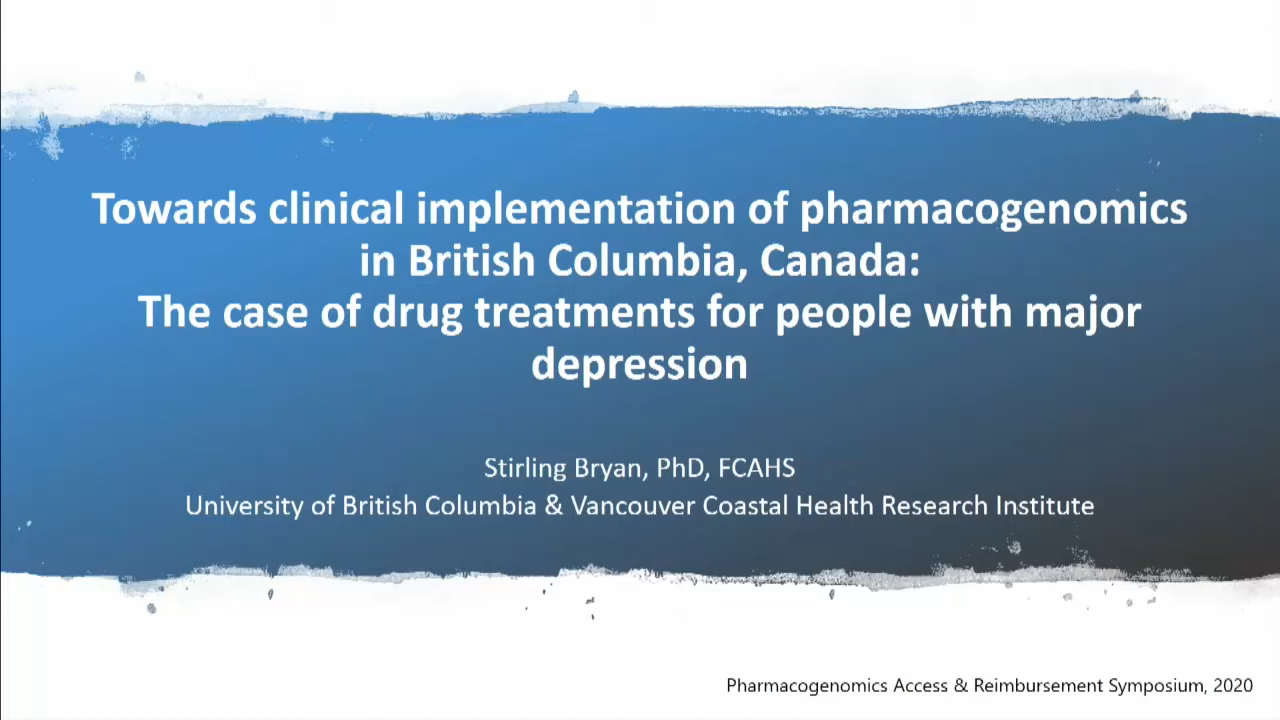 Towards clinical implementation of pharmacogenomics
in British Columbia, Canada:
The case of drug treatments for people with major
depression
Stirling Bryan, PhD, FCAHS
University of British Columbia & Vancouver Coastal Health Research Institute
Pharmacogenomics Access & Reimbursement Symposium, 2020